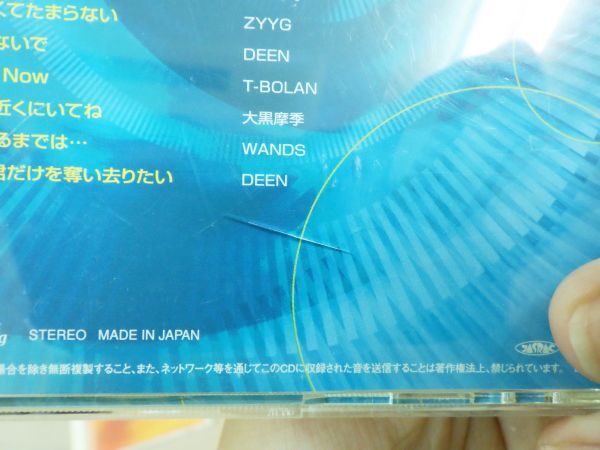 くてたまらない ZYYG
ないで DEEN
Now T-BOLAN
近くにいてね 大黒摩季
るまでは… WANDS
君だけを奪い去りたい DEEN
STEREO MADE IN JAPAN
JASRAC
場合を除き無断複製すること、また、ネットワーク等を通じてこのCDに収録された音を送信することは著作権法上、禁じられています。